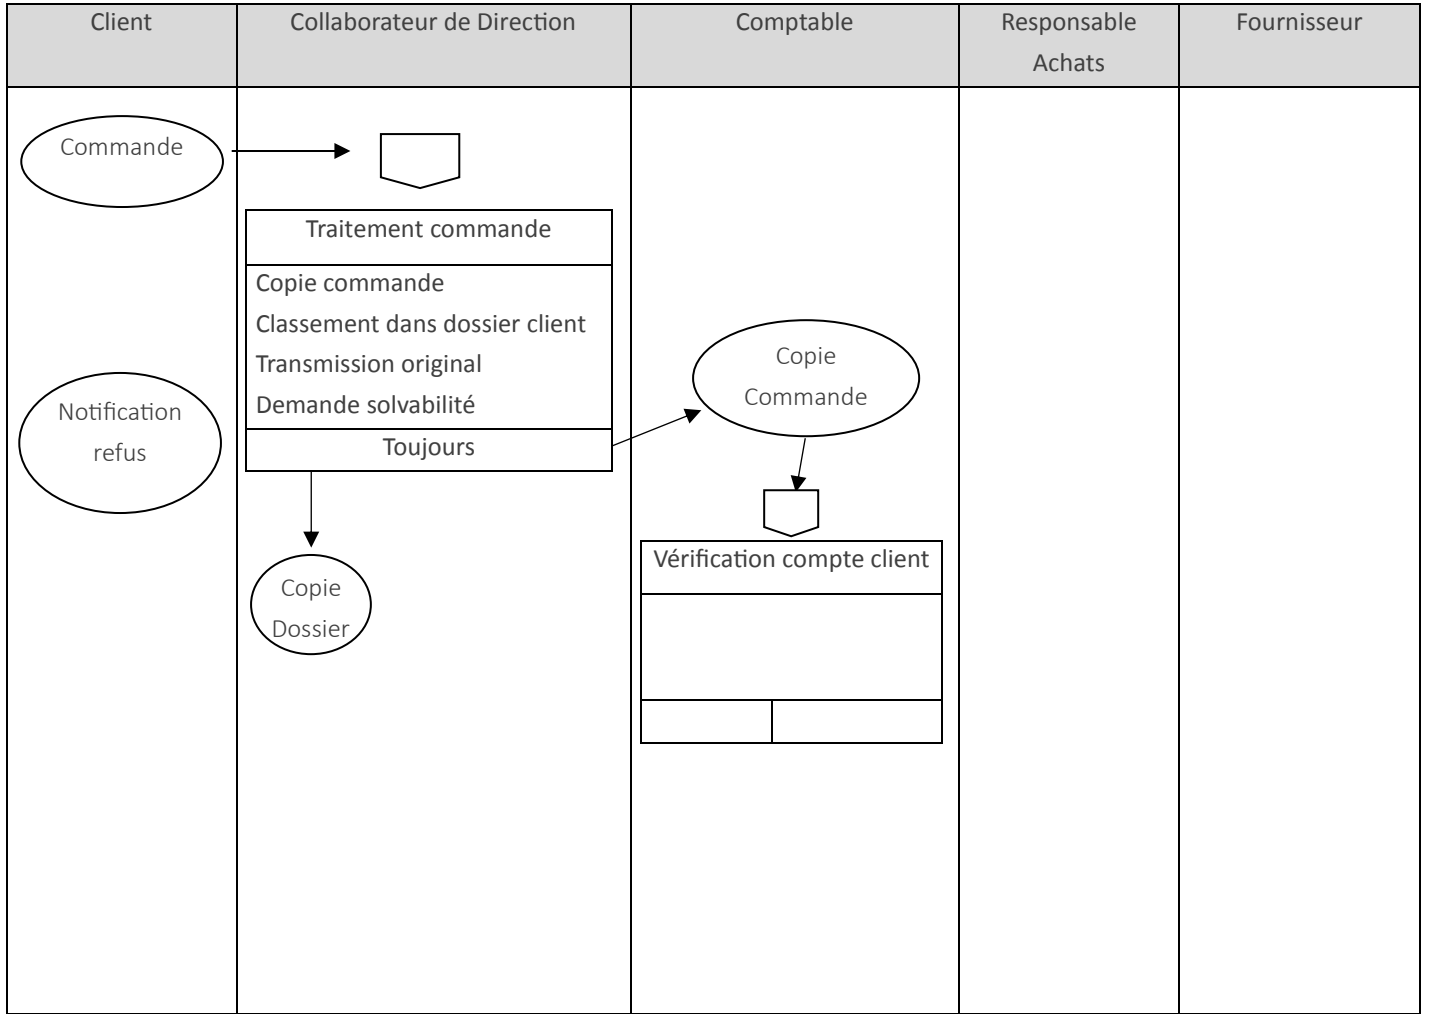 Client
Collaborateur de Direction
Comptable
Responsable
Achats
Fournisseur
Commande
Traitement commande
Copie commande
Classement dans dossier client
Transmission original
Demande solvabilité
Toujours
Notification
refus
Copie
Commande
Copie
Dossier
Vérification compte client